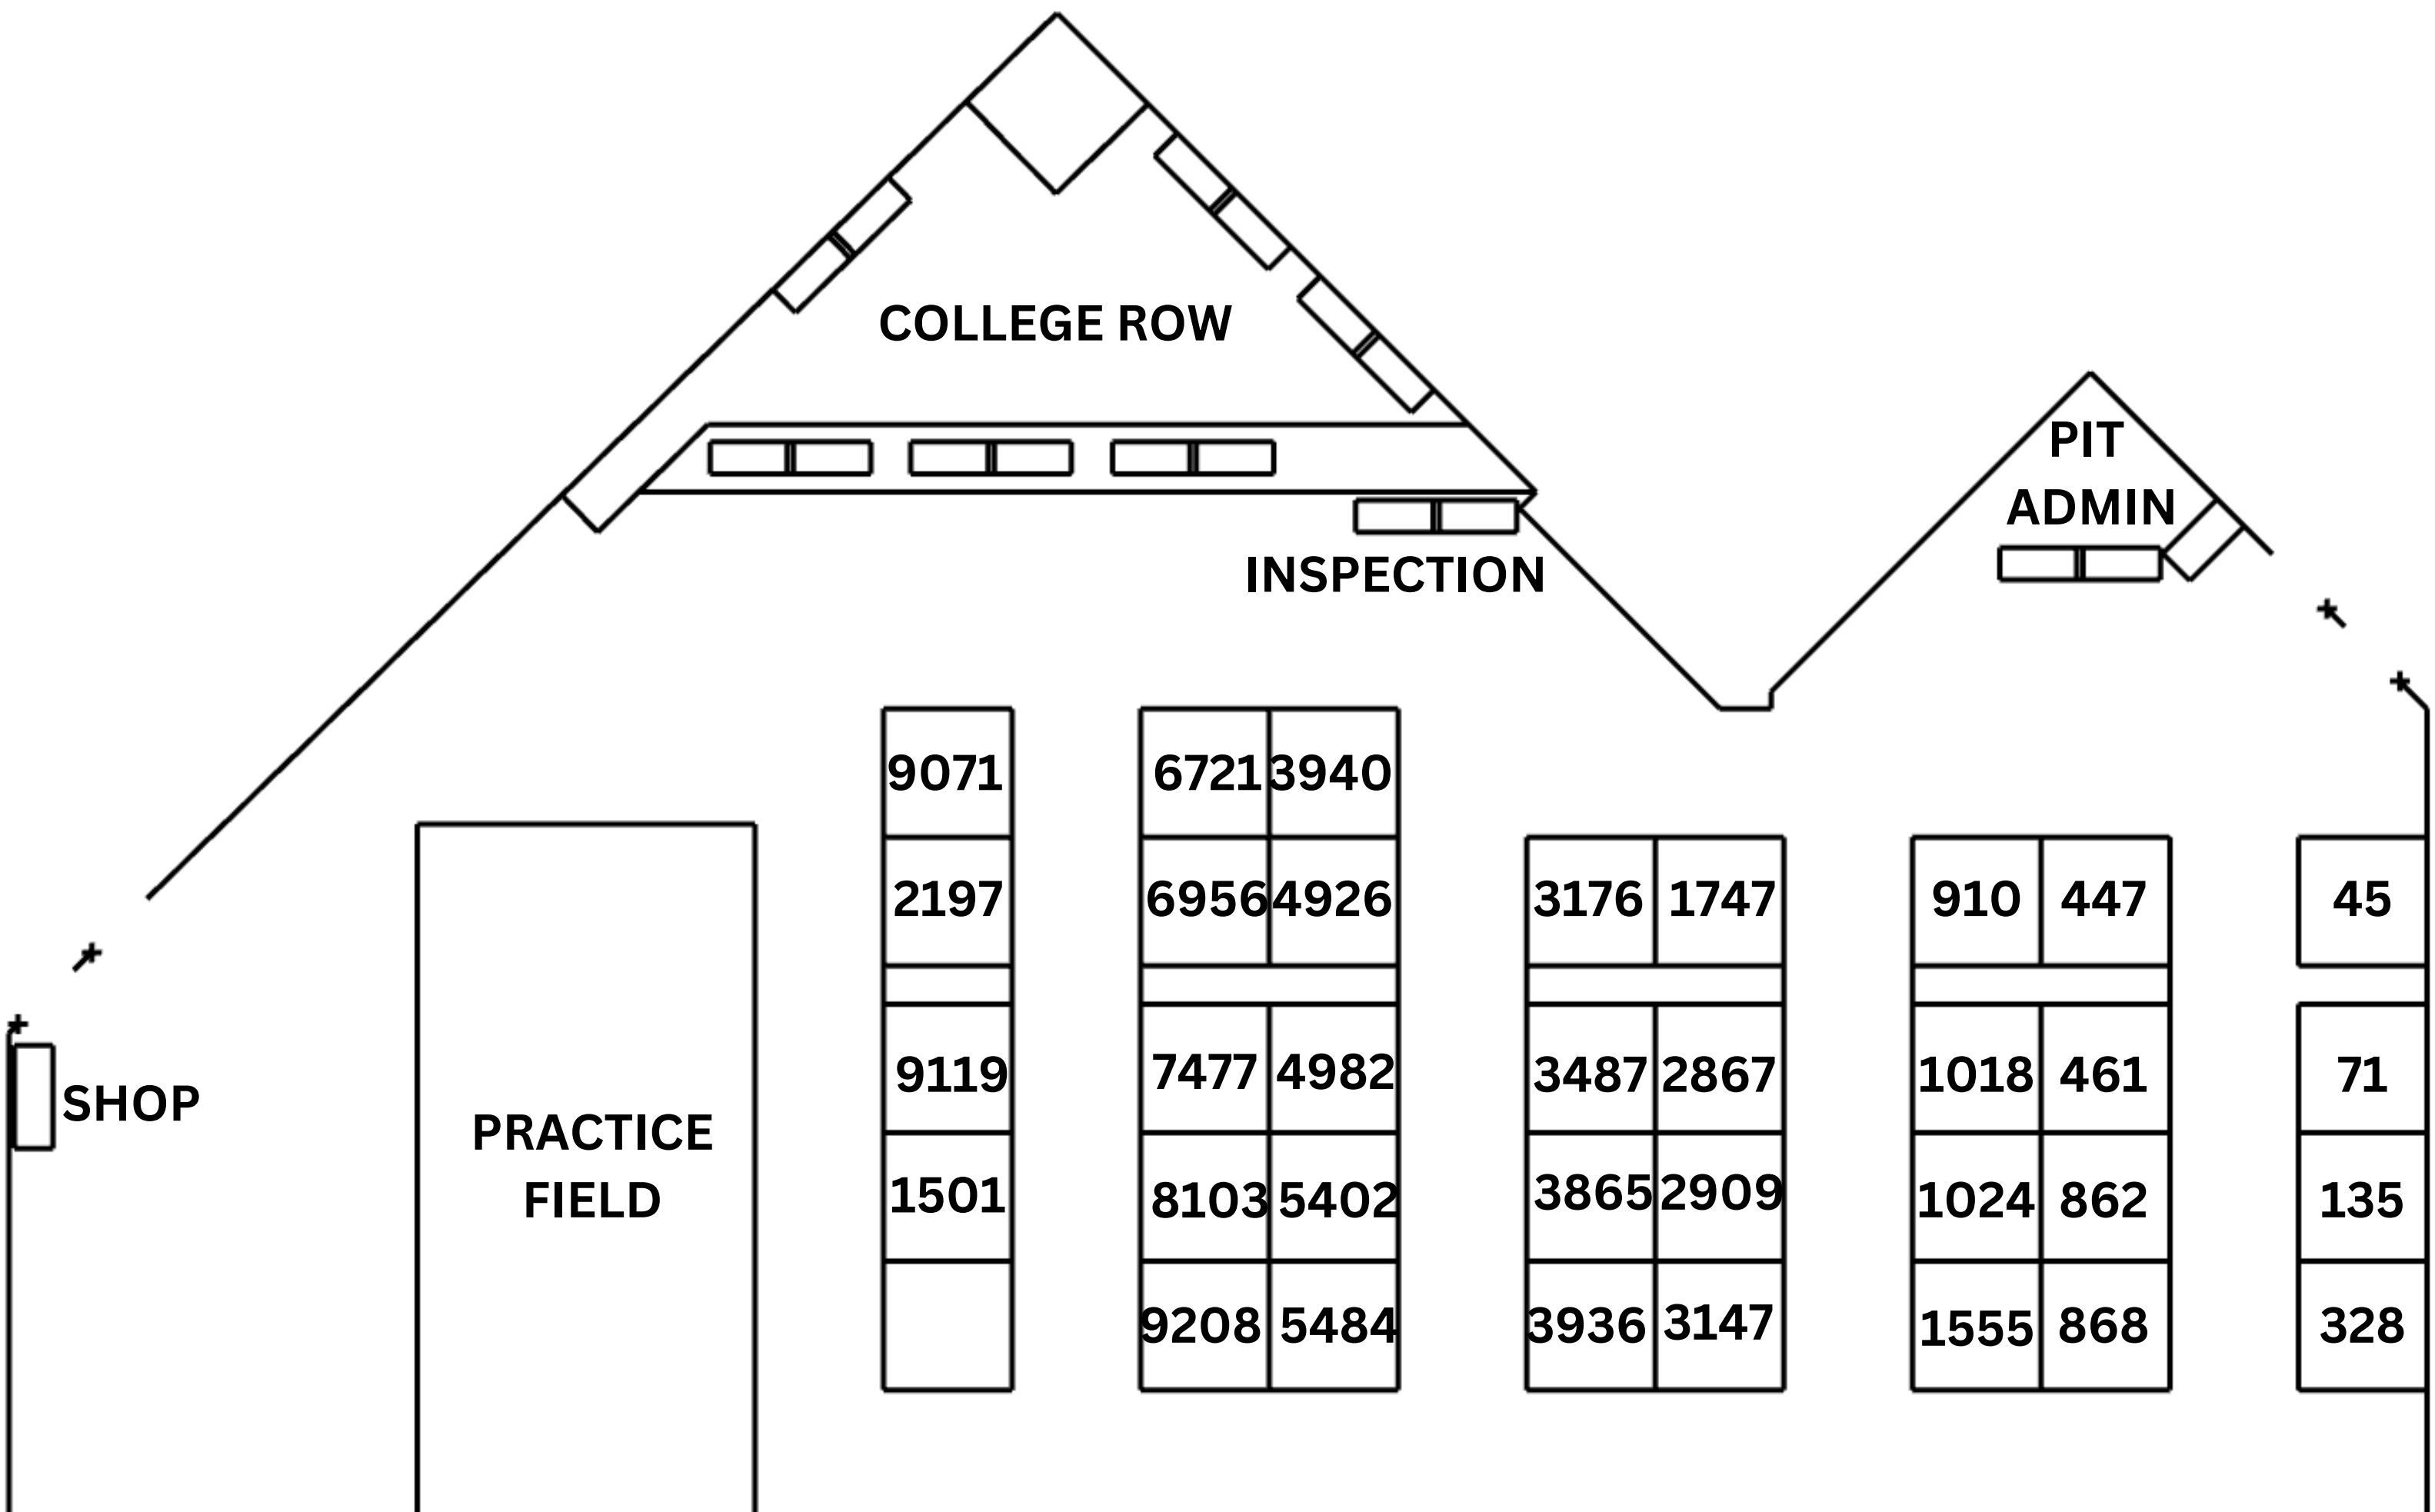 COLLEGE ROW
PIT
ADMIN
INSPECTION
9071 6721 3940
2197 6956 4926 3176 1747 910 447 45
9119 7477 4982 3487 2867 1018 461 71
SHOP
PRACTICE
FIELD
1501 8103 5402 3865 2909 1024 862 135
9208 5484 3936 3147 1555 868 328